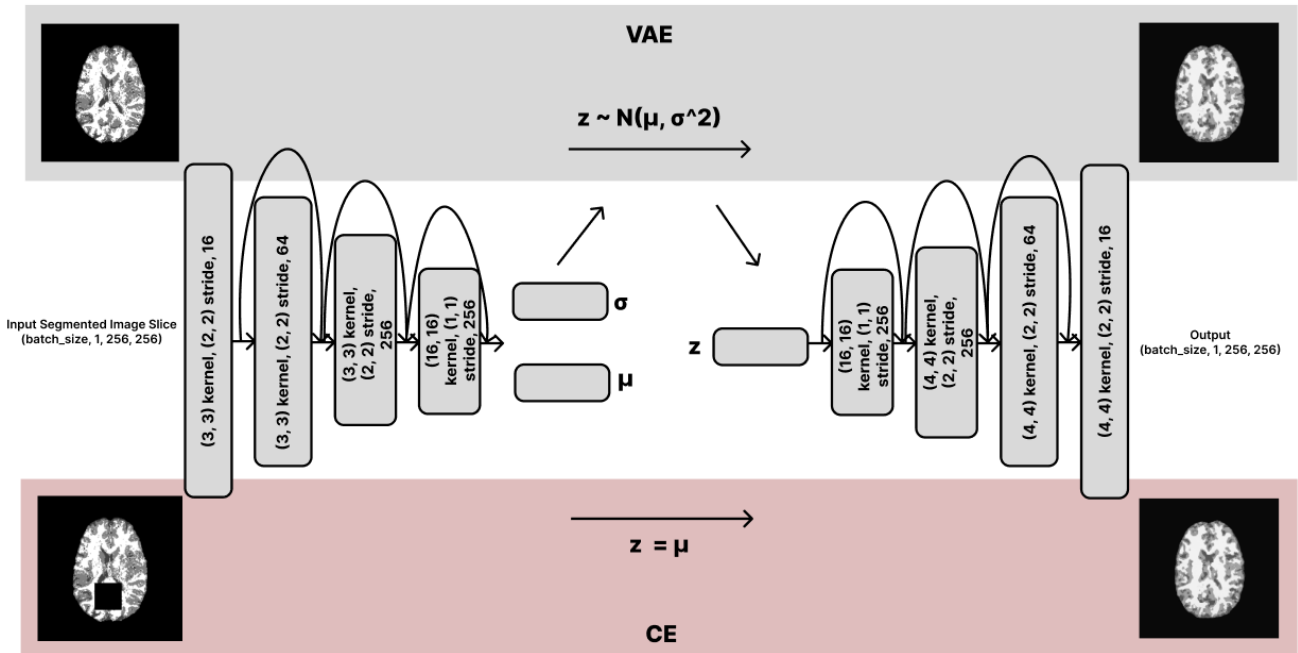 VAE
z ~ N(μ, σ^2)
Input Segmented Image Slice
(batch_size, 1, 256, 256)
(3, 3) kernel, (2, 2) stride, 16
(3, 3) kernel, (2, 2) stride, 64
(3, 3) kernel,
(2, 2) stride,
256
(16, 16)
kernel, (1, 1)
stride, 256
σ
μ
z
(16, 16)
kernel, (1, 1)
stride, 256
(4, 4) kernel,
(2, 2) stride,
256
(4, 4) kernel, (2, 2) stride, 64
(4, 4) kernel, (2, 2) stride, 16
Output
(batch_size, 1, 256, 256)
z = μ
CE